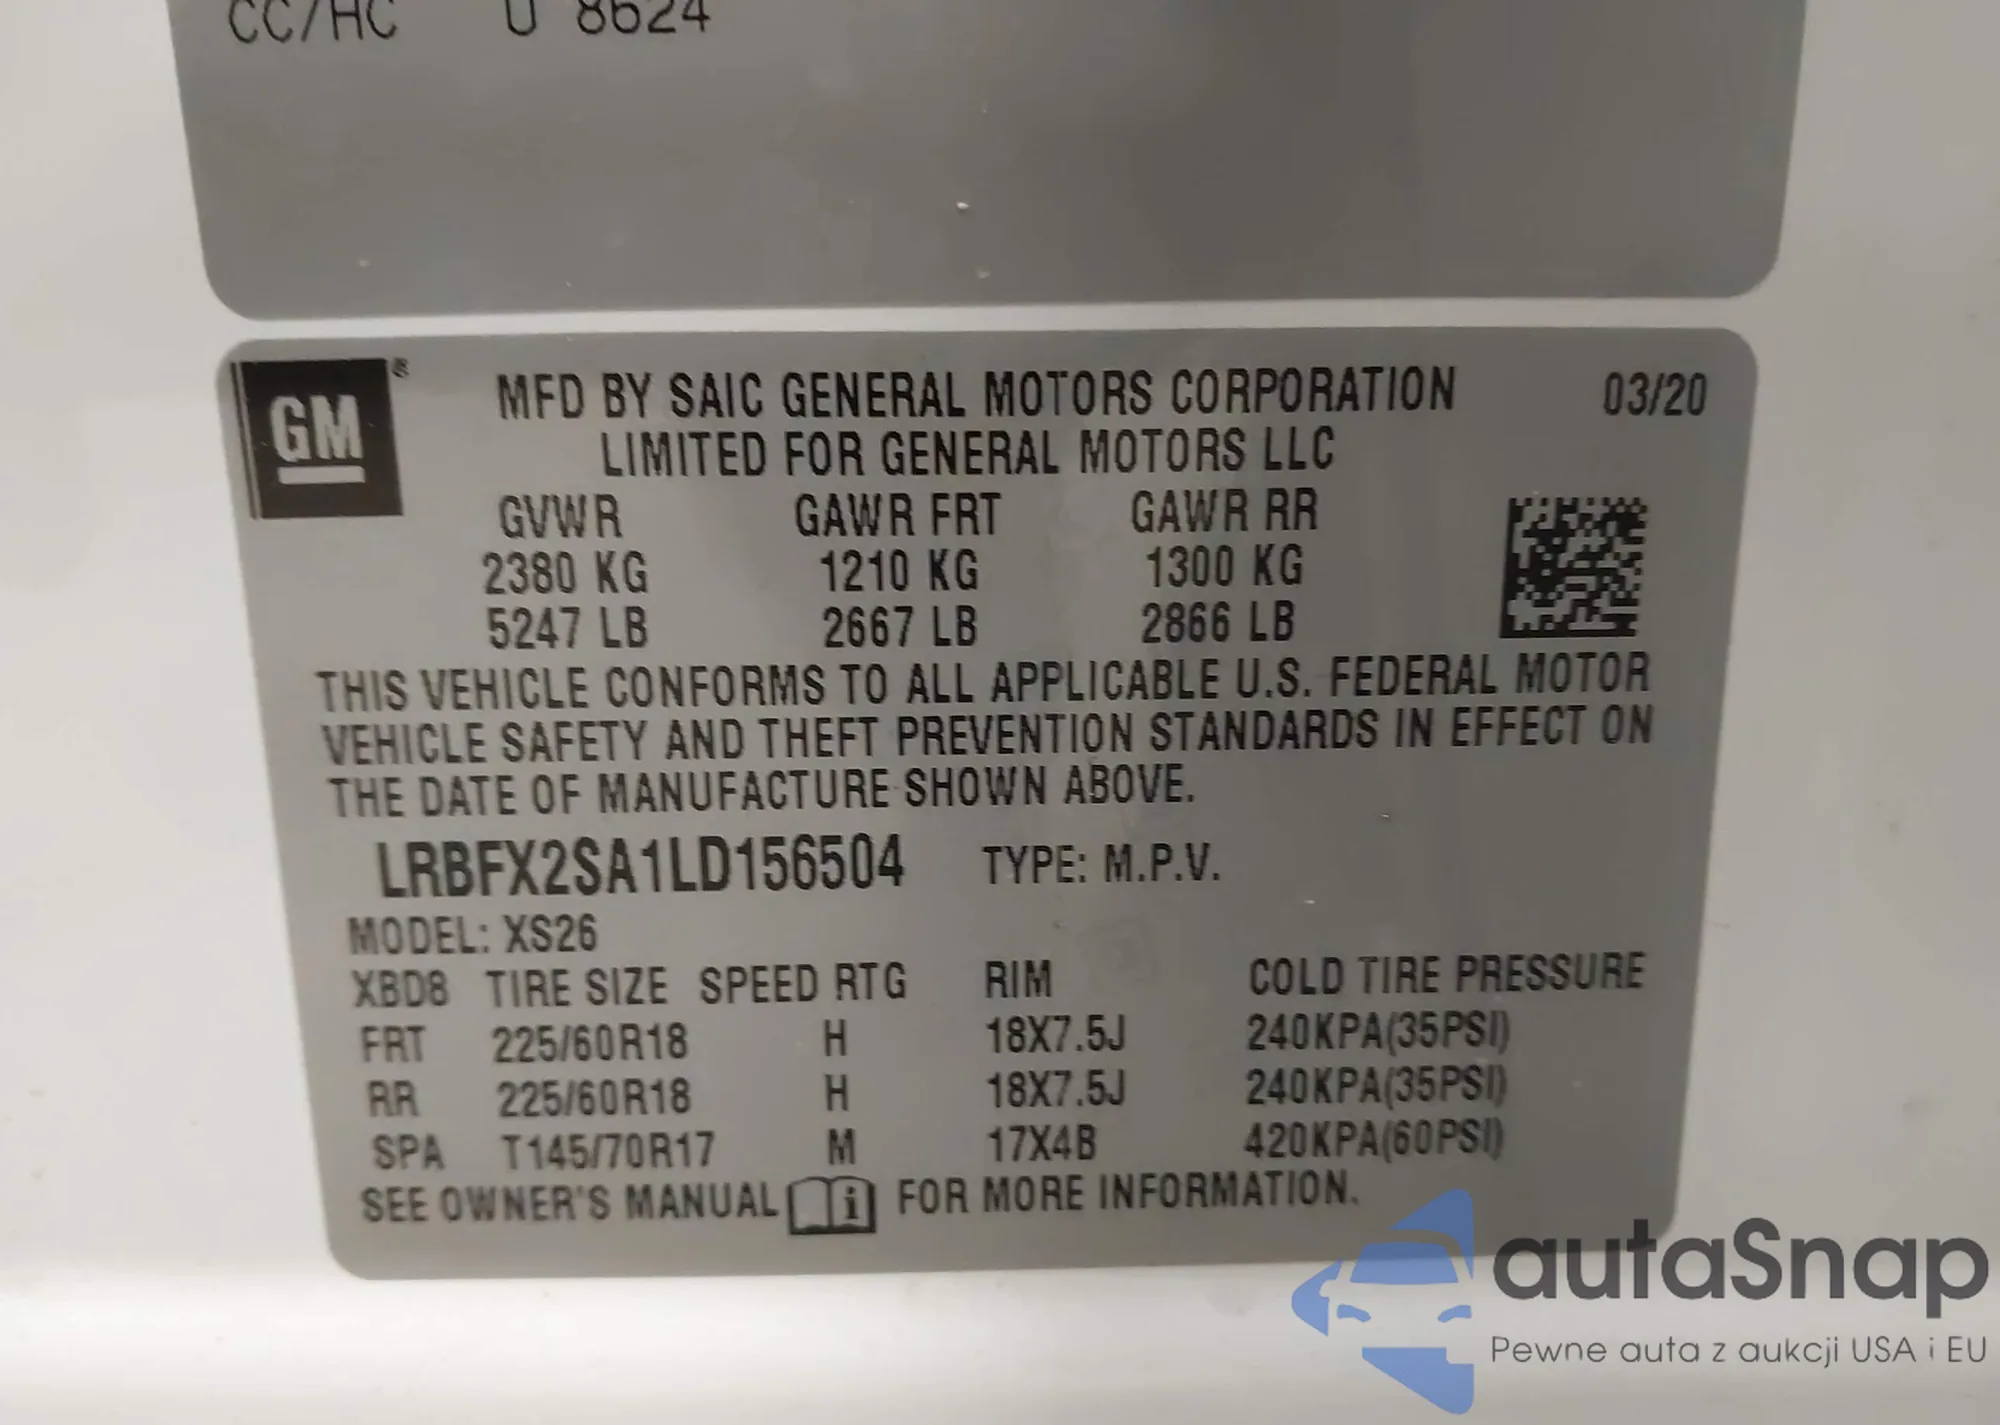 CC/HC U 8624
GM®
MFD BY SAIC GENERAL MOTORS CORPORATION 03/20
LIMITED FOR GENERAL MOTORS LLC
GVWR GAWR FRT GAWR RR
2380 KG 1210 KG 1300 KG
5247 LB 2667 LB 2866 LB
THIS VEHICLE CONFORMS TO ALL APPLICABLE U.S. FEDERAL MOTOR
VEHICLE SAFETY AND THEFT PREVENTION STANDARDS IN EFFECT ON
THE DATE OF MANUFACTURE SHOWN ABOVE.
LRBFX2SA1LD156504 TYPE: M.P.V.
MODEL: XS26
XBD8 TIRE SIZE SPEED RTG RIM COLD TIRE PRESSURE
FRT 225/60R18 H 18X7.5J 240KPA(35PSI)
RR 225/60R18 H 18X7.5J 240KPA(35PSI)
SPA T145/70R17 M 17X4B 420KPA(60PSI)
SEE OWNER'S MANUAL i FOR MORE INFORMATION.
autaSnap
Pewne auta z aukcji USA i EU